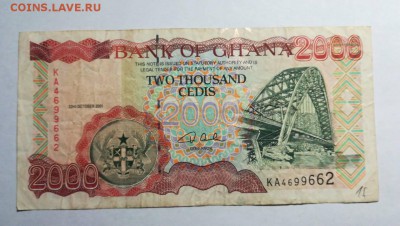 COINS.LAVE.RU
BANK OF GHANA
2000
THIS NOTE IS ISSUED ON STATUTORY AUTHORITY AND IS
LEGAL TENDER FOR THE PAYMENT OF ANY AMOUNT
TWO THOUSAND
CEDIS
KA4699662
2000
2000
KA4699662